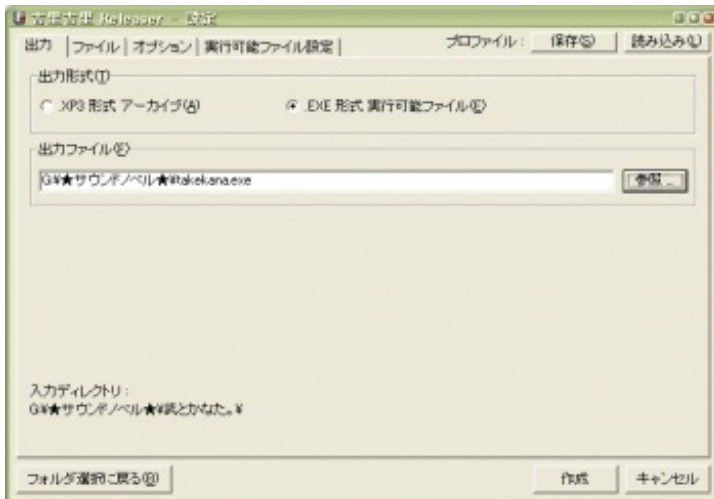 吉里吉里 Releaser - 設定
出力 ファイル オプション 実行可能ファイル設定 プロファイル: 保存(S) 読み込み(L)
出力形式(T)
.XP3 形式 アーカイブ(A) .EXE 形式 実行可能ファイル(E)
出力ファイル(F)
G:¥★サウンドノベル★¥takekana.exe
参照 ...
入力ディレクトリ:
G:¥★サウンドノベル★¥武とかなた。¥
フォルダ選択に戻る(R) 作成 キャンセル